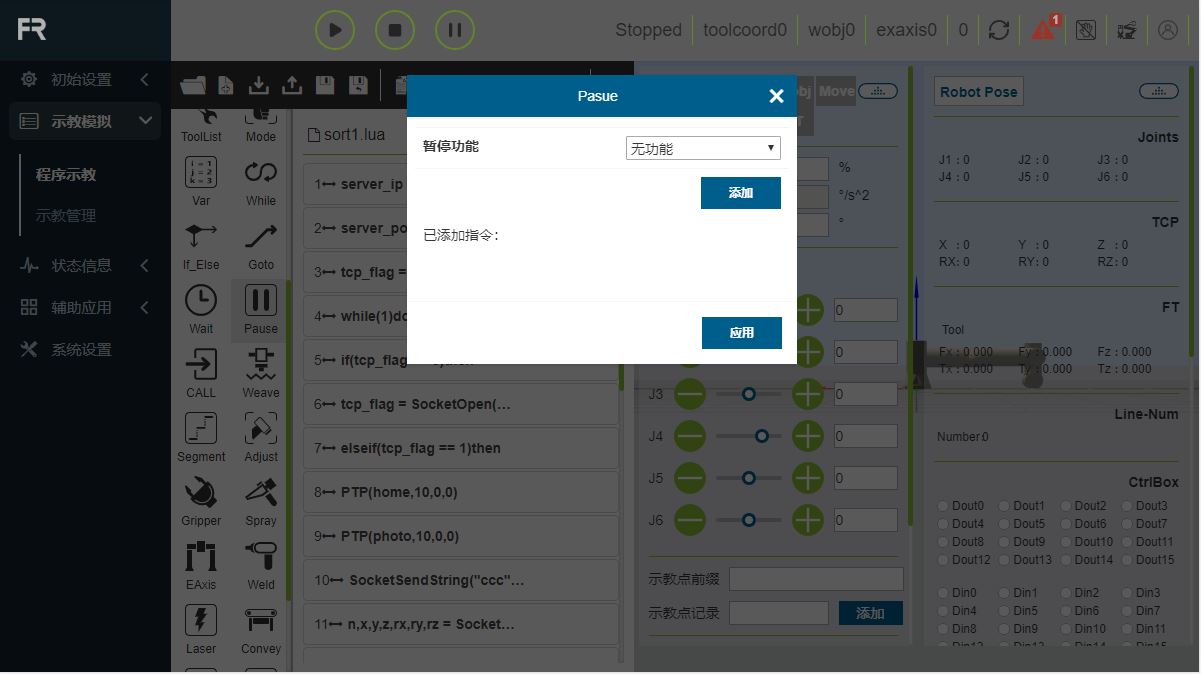 FR
Stopped
toolcoord0
wobj0
exaxis0
0
1
初始设置
示教模拟
程序示教
示教管理
状态信息
辅助应用
系统设置
ToolList
Mode
Var
While
If_Else
Goto
Wait
Pause
CALL
Weave
Segment
Adjust
Gripper
Spray
EAxis
Weld
Laser
Convey
sort1.lua
1 server_ip
2 server_po
3 tcp_flag =
4 while(1)do
5 if(tcp_flag
6 tcp_flag = SocketOpen(…
7 elseif(tcp_flag == 1)then
8 PTP(home,10,0,0)
9 PTP(photo,10,0,0)
10 SocketSendString("ccc"…
11 n,x,y,z,rx,ry,rz = Socket…
Pasue
暂停功能
无功能
添加
已添加指令:
应用
Move
%
°/s^2
°
0
0
J3 0
J4 0
J5 0
J6 0
示教点前缀
示教点记录
添加
Robot Pose
Joints
J1 : 0 J2 : 0 J3 : 0
J4 : 0 J5 : 0 J6 : 0
TCP
X : 0 Y : 0 Z : 0
RX: 0 RY: 0 RZ: 0
FT
Tool
Fx : 0.000 Fy : 0.000 Fz : 0.000
Tx : 0.000 Ty : 0.000 Tz : 0.000
Line-Num
Number:0
CtrlBox
Dout0 Dout1 Dout2 Dout3
Dout4 Dout5 Dout6 Dout7
Dout8 Dout9 Dout10 Dout11
Dout12 Dout13 Dout14 Dout15
Din0 Din1 Din2 Din3
Din4 Din5 Din6 Din7
Din8 Din9 Din10 Din11